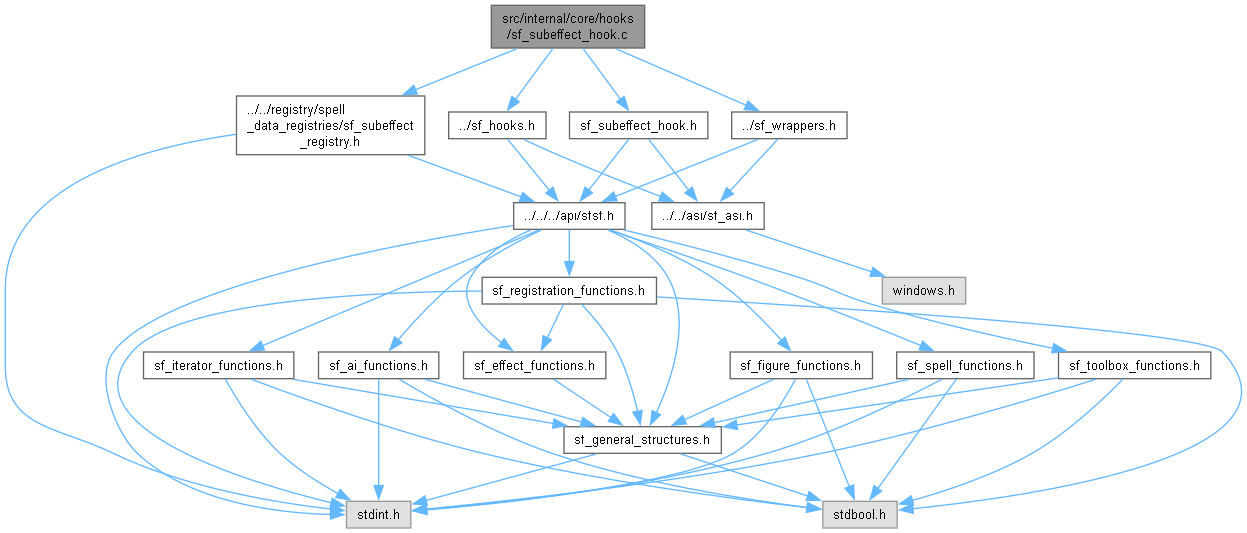 src/internal/core/hooks
/sf_subeffect_hook.c
../../registry/spell
_data_registries/sf_subeffect
_registry.h
../sf_hooks.h
sf_subeffect_hook.h
../sf_wrappers.h
../../../api/sfsf.h
../../asi/sf_asi.h
sf_registration_functions.h
windows.h
sf_iterator_functions.h
sf_ai_functions.h
sf_effect_functions.h
sf_figure_functions.h
sf_spell_functions.h
sf_toolbox_functions.h
sf_general_structures.h
stdint.h
stdbool.h